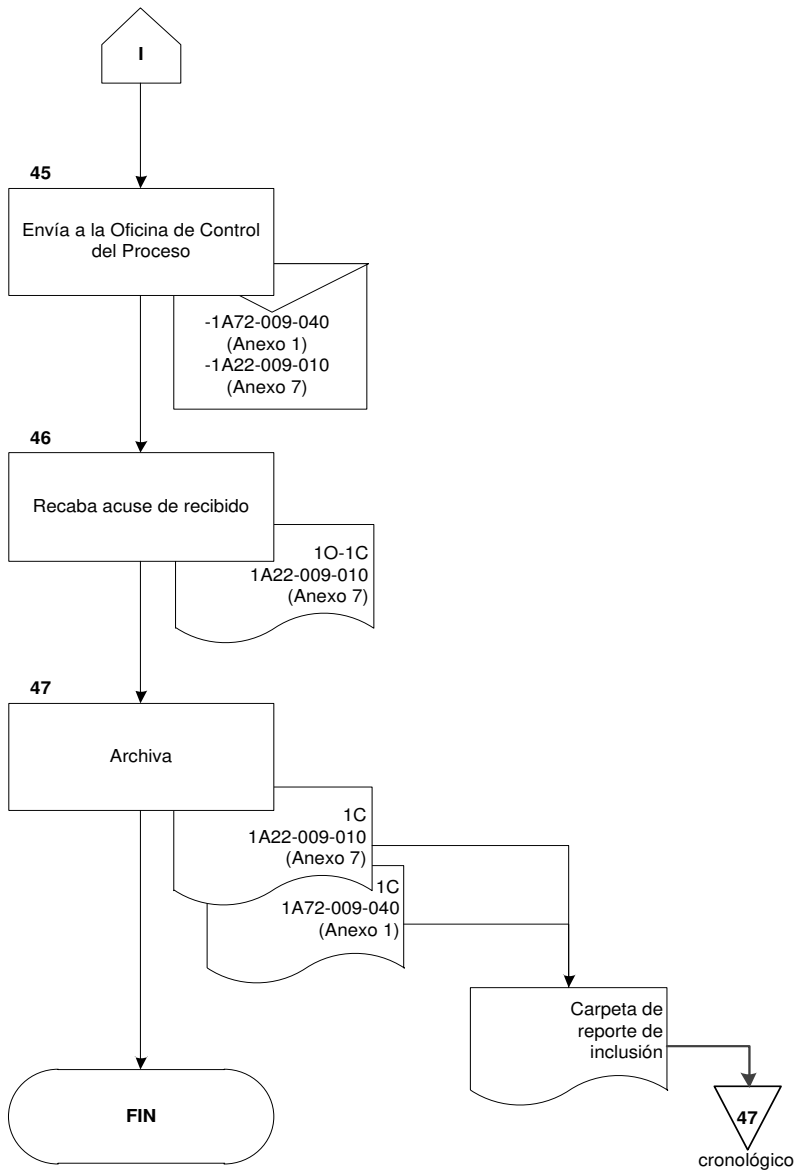 I
45
Envía a la Oficina de Control
del Proceso
-1A72-009-040
(Anexo 1)
-1A22-009-010
(Anexo 7)
46
Recaba acuse de recibido
1O-1C
1A22-009-010
(Anexo 7)
47
Archiva
1C
1A22-009-010
(Anexo 7)
1C
1A72-009-040
(Anexo 1)
Carpeta de
reporte de
inclusión
FIN
47
cronológico